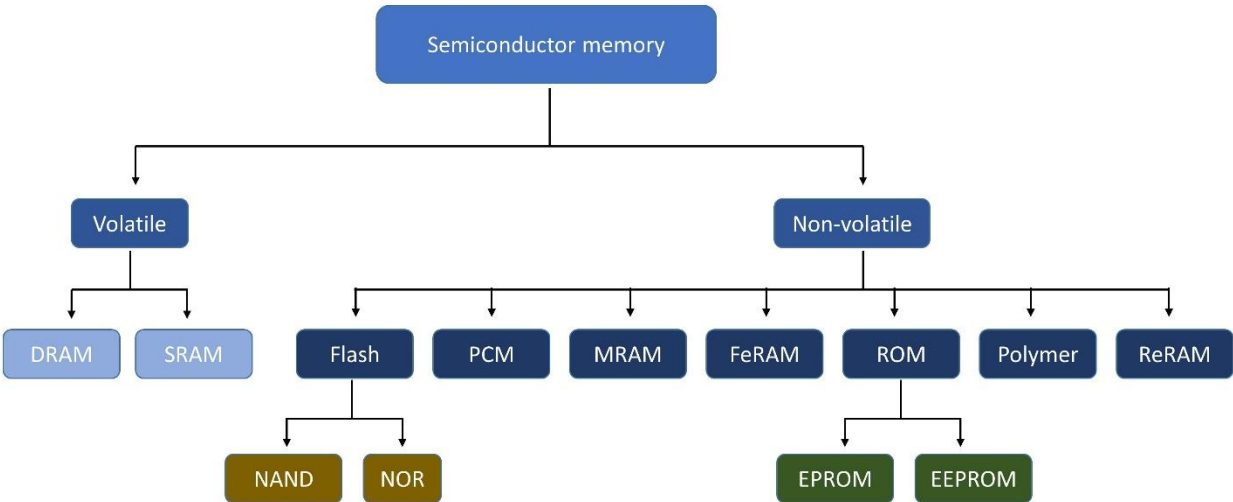 Semiconductor memory
Volatile
Non-volatile
DRAM
SRAM
Flash
PCM
MRAM
FeRAM
ROM
Polymer
ReRAM
NAND
NOR
EPROM
EEPROM